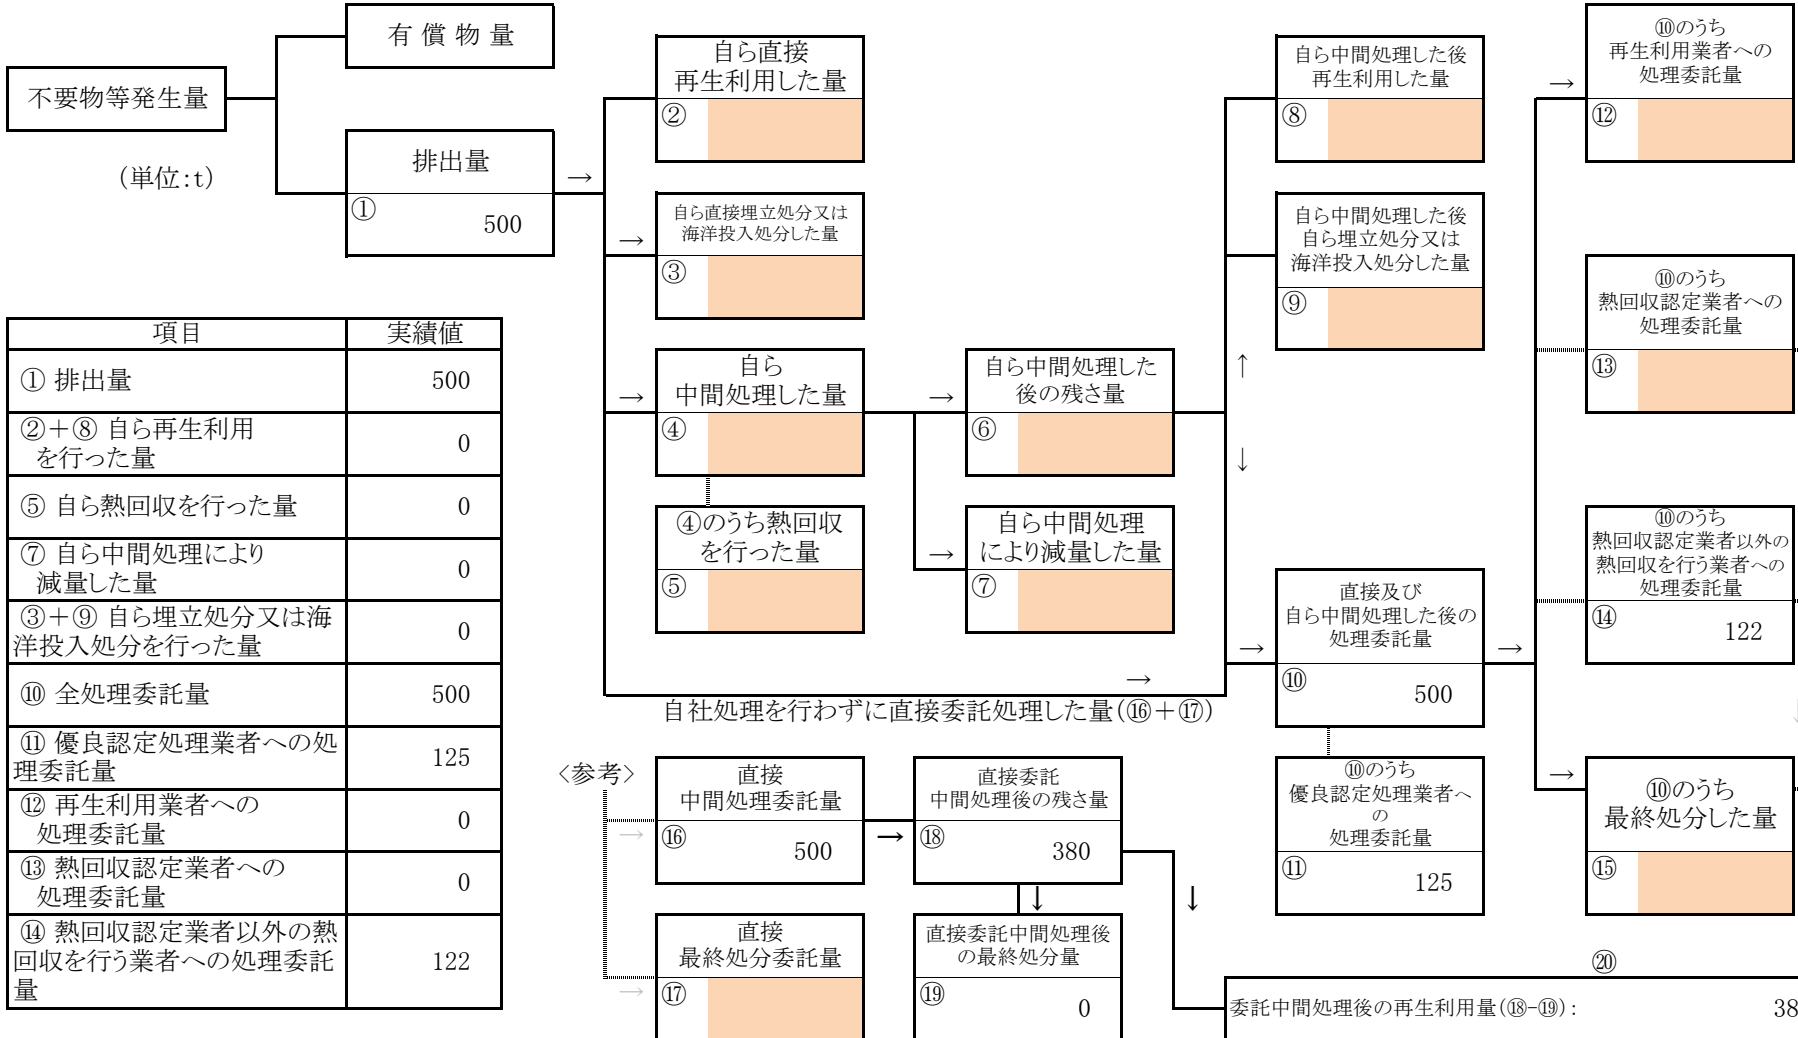 有償物量
不要物等発生量
(単位:t)
排出量
→
①
500
自ら直接
再生利用した量
②
自ら直接埋立処分又は
海洋投入処分した量
→
③
自ら
中間処理した量
→
④
④のうち熱回収
を行った量
⑤
自ら中間処理した
後の残さ量
→
⑥
自ら中間処理
により減量した量
→
⑦
自ら中間処理した後
再生利用した量
⑧
自ら中間処理した後
自ら埋立処分又は
海洋投入処分した量
⑨
↑
↓
直接及び
自ら中間処理した後の
処理委託量
→
⑩
500
→
自社処理を行わずに直接委託処理した量(⑯+⑰)
⑩のうち
優良認定処理業者へ
の
処理委託量
⑪
125
→
⑩のうち
再生利用業者への
処理委託量
→
⑫
⑩のうち
熱回収認定業者への
処理委託量
⑬
⑩のうち
熱回収認定業者以外の
熱回収を行う業者への
処理委託量
⑭
122
⑩のうち
最終処分した量
→
⑮
項目 実績値
① 排出量 500
②+⑧ 自ら再生利用
を行った量 0
⑤ 自ら熱回収を行った量 0
⑦ 自ら中間処理により
減量した量 0
③+⑨ 自ら埋立処分又は海
洋投入処分を行った量 0
⑩ 全処理委託量 500
⑪ 優良認定処理業者への処
理委託量 125
⑫ 再生利用業者への
処理委託量 0
⑬ 熱回収認定業者への
処理委託量 0
⑭ 熱回収認定業者以外の熱
回収を行う業者への処理委託
量 122
<参考>
直接
中間処理委託量
→
⑯
500
直接
最終処分委託量
→
⑰
直接委託
中間処理後の残さ量
→
⑱
380
↓
↓
直接委託中間処理後
の最終処分量
⑲
0
⑳
委託中間処理後の再生利用量(⑱-⑲): 38